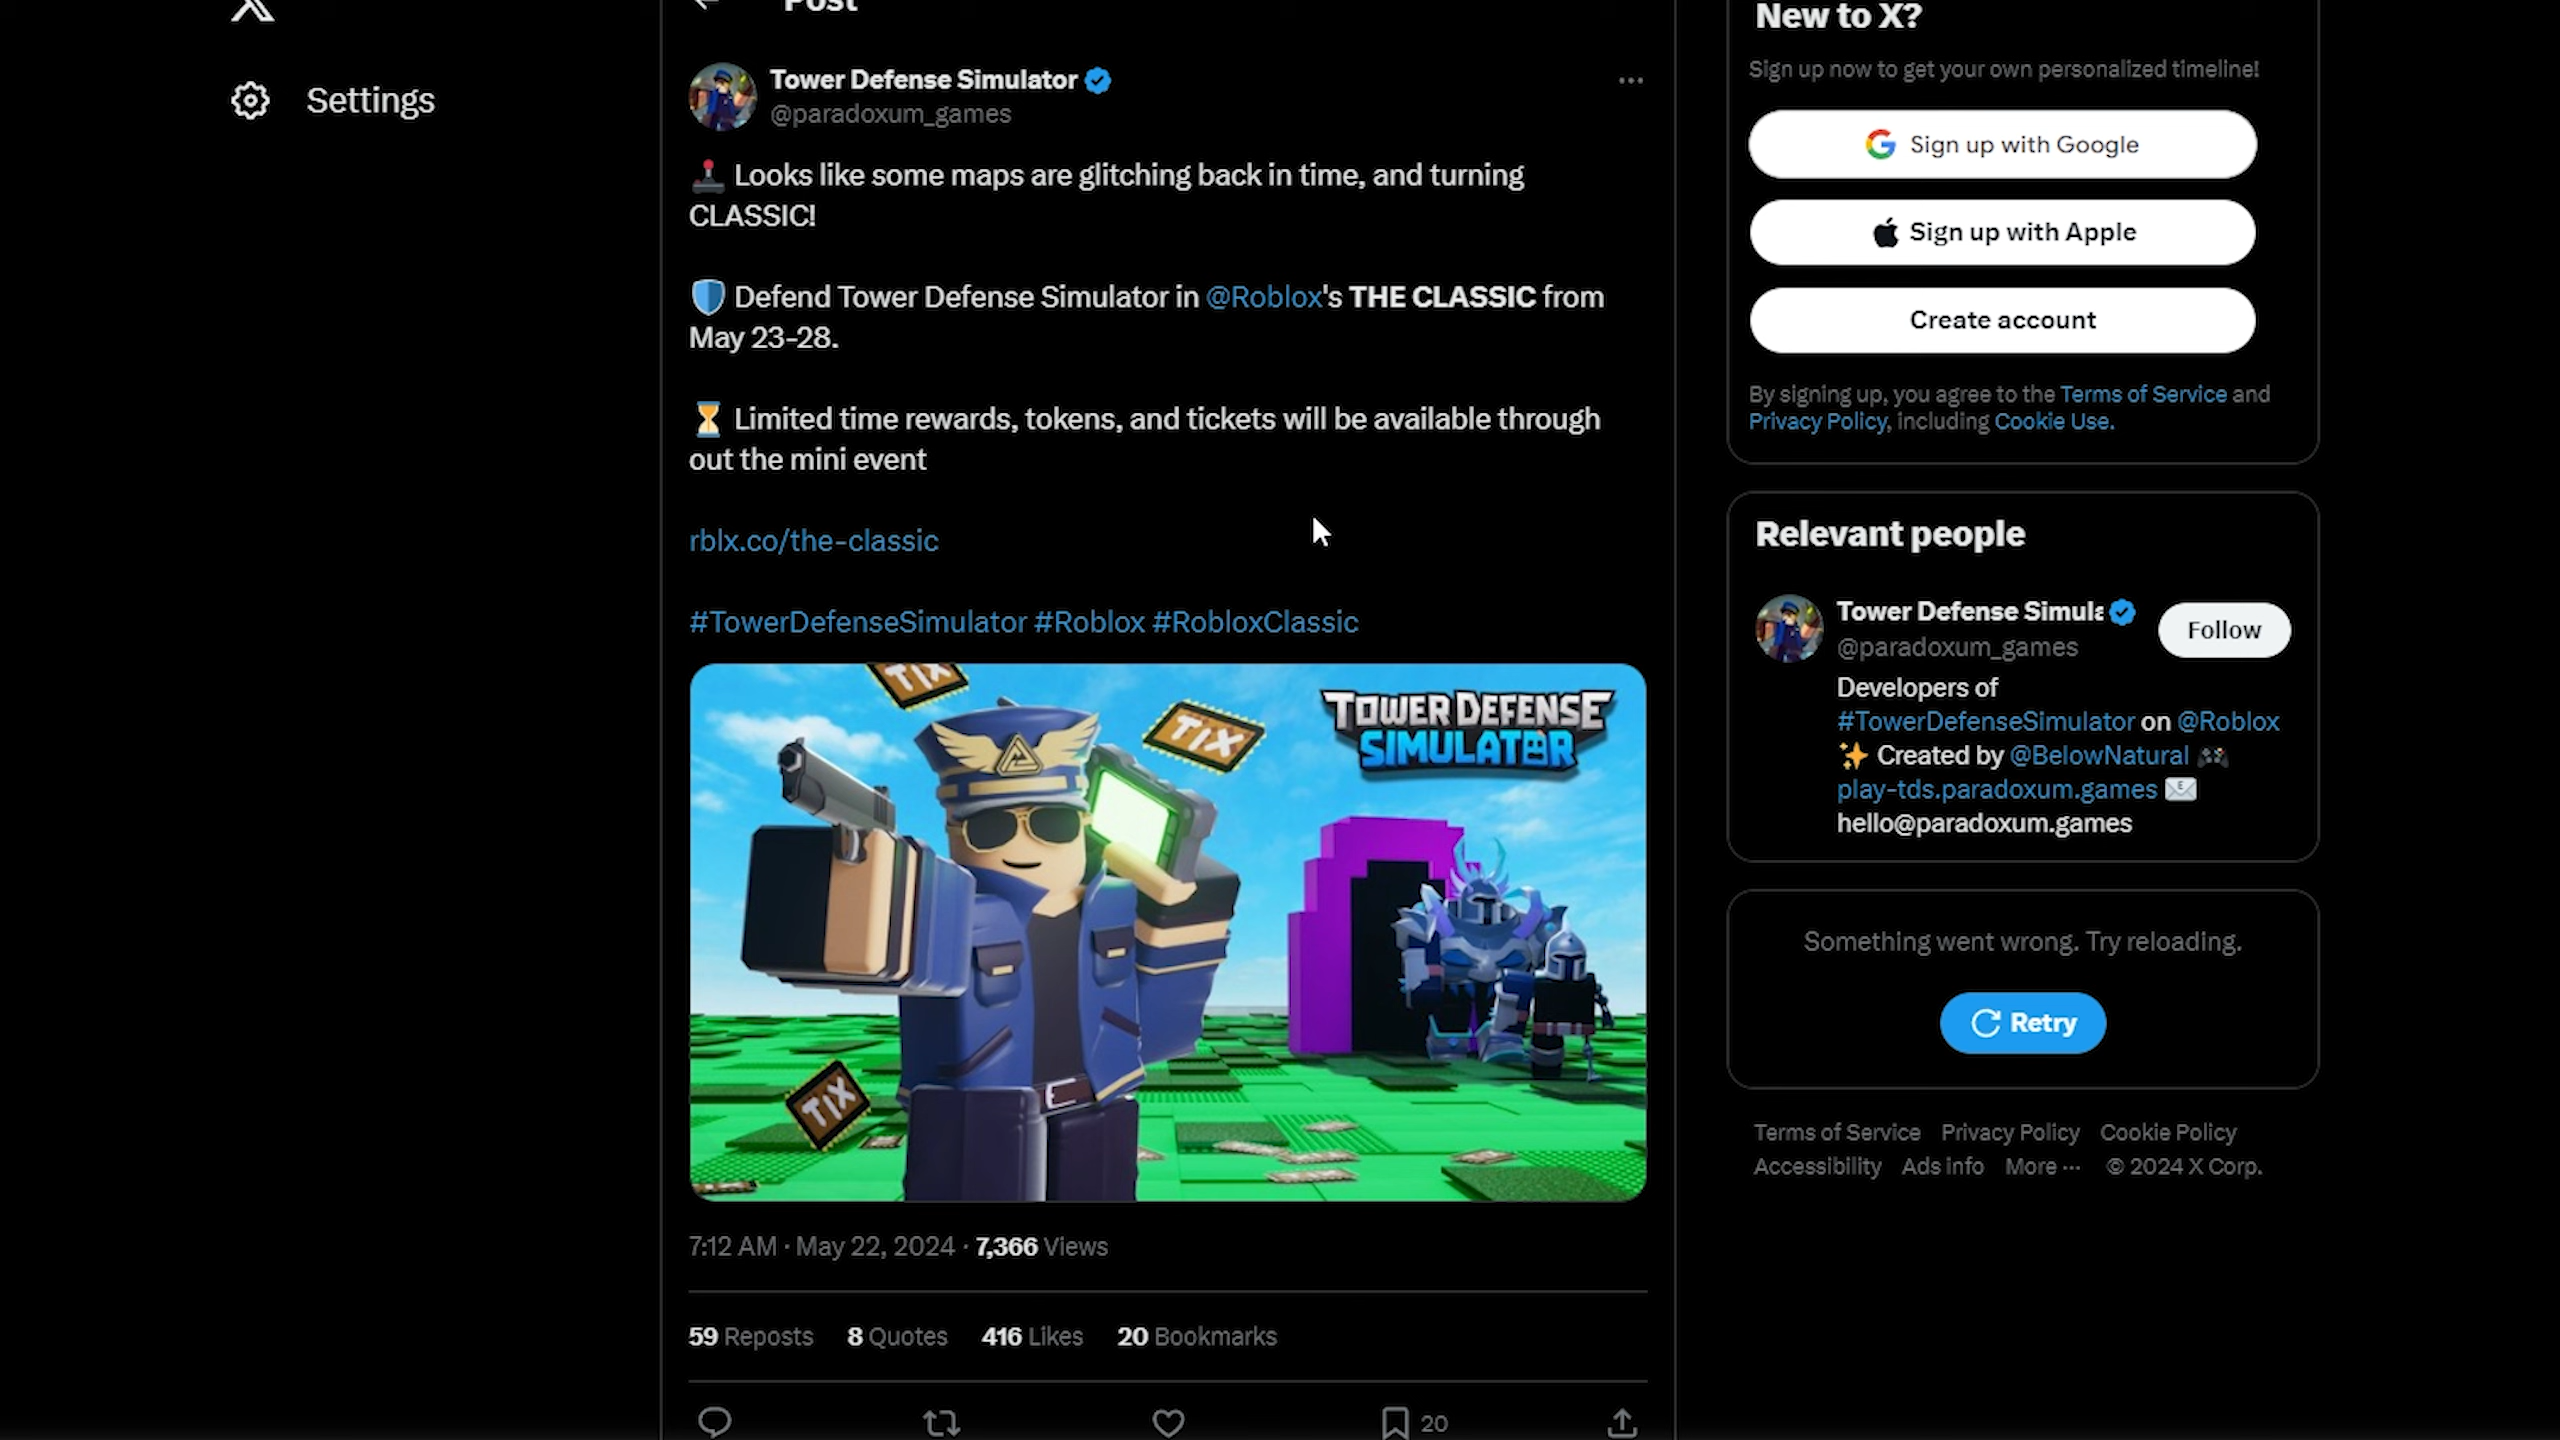 Post
Settings
Tower Defense Simulator
@paradoxum_games
Looks like some maps are glitching back in time, and turning
CLASSIC!
Defend Tower Defense Simulator in @Roblox's THE CLASSIC from
May 23-28.
Limited time rewards, tokens, and tickets will be available through
out the mini event
rblx.co/the-classic
#TowerDefenseSimulator #Roblox #RobloxClassic
TIX
TIX
TOWER DEFENSE
SIMULATOR
TIX
7:12 AM · May 22, 2024 · 7,366 Views
59 Reposts 8 Quotes 416 Likes 20 Bookmarks
20
New to X?
Sign up now to get your own personalized timeline!
Sign up with Google
Sign up with Apple
Create account
By signing up, you agree to the Terms of Service and
Privacy Policy, including Cookie Use.
Relevant people
Tower Defense Simula
@paradoxum_games
Follow
Developers of
#TowerDefenseSimulator on @Roblox
✨ Created by @BelowNatural 🎮
play-tds.paradoxum.games 📧
hello@paradoxum.games
Something went wrong. Try reloading.
Retry
Terms of Service Privacy Policy Cookie Policy
Accessibility Ads info More ··· © 2024 X Corp.